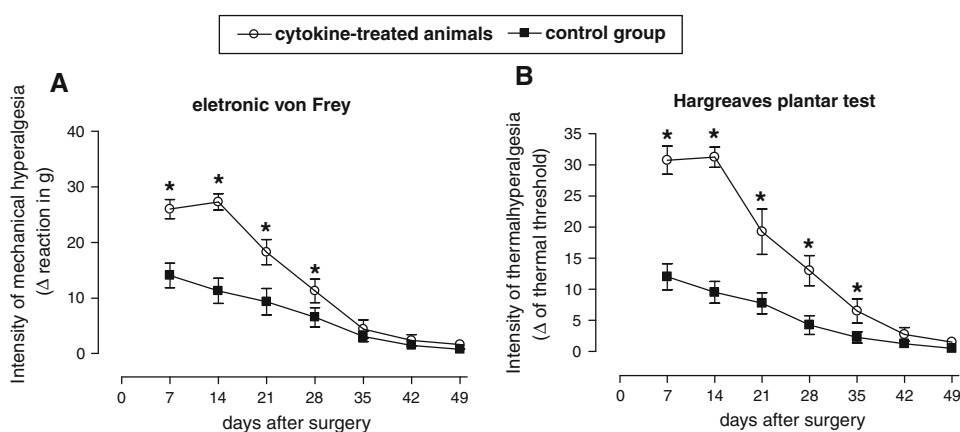 cytokine-treated animals control group
A
eletronic von Frey
Intensity of mechanical hyperalgesia
(Δ reaction in g)
40
30
20
10
0
* * * *
0 7 14 21 28 35 42 49
days after surgery
B
Hargreaves plantar test
Intensity of thermalhyperalgesia
(Δ of thermal threshold)
35
30
25
20
15
10
5
0
* * * * *
0 7 14 21 28 35 42 49
days after surgery